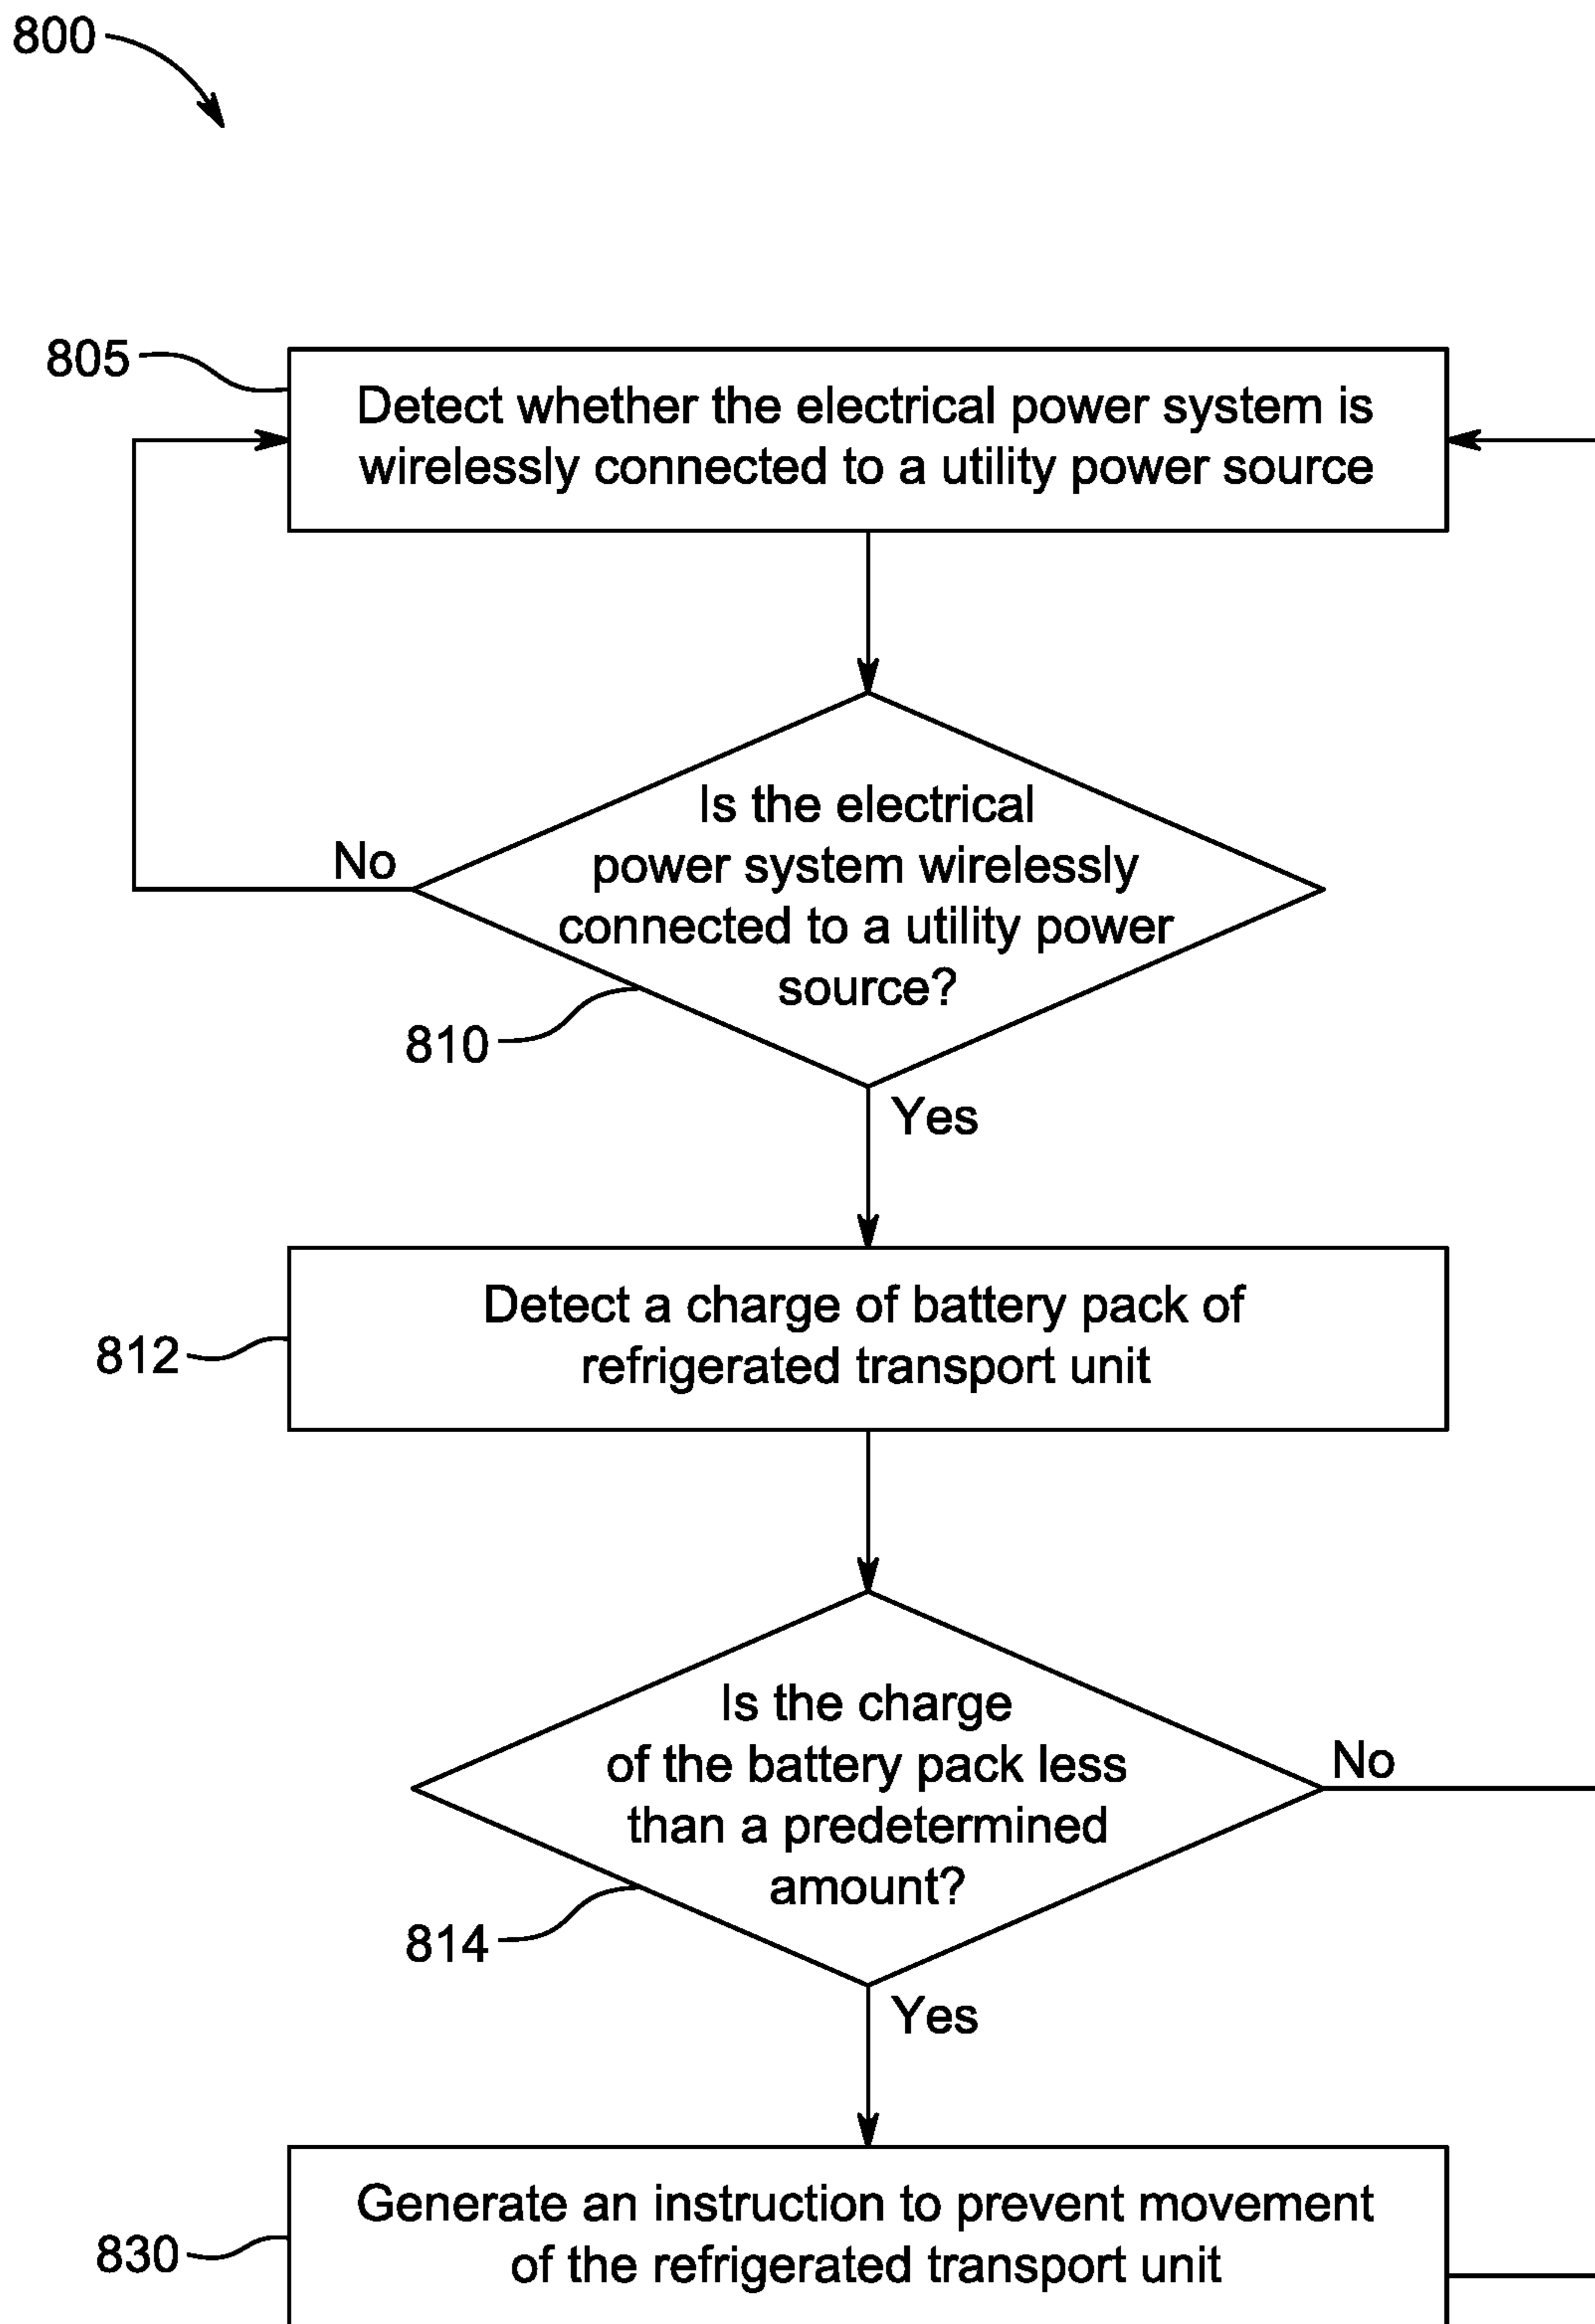 800
805
Detect whether the electrical power system is
wirelessly connected to a utility power source
Is the electrical
power system wirelessly
connected to a utility power
source?
No
810
Yes
812
Detect a charge of battery pack of
refrigerated transport unit
Is the charge
of the battery pack less
than a predetermined
amount?
No
814
Yes
830
Generate an instruction to prevent movement
of the refrigerated transport unit